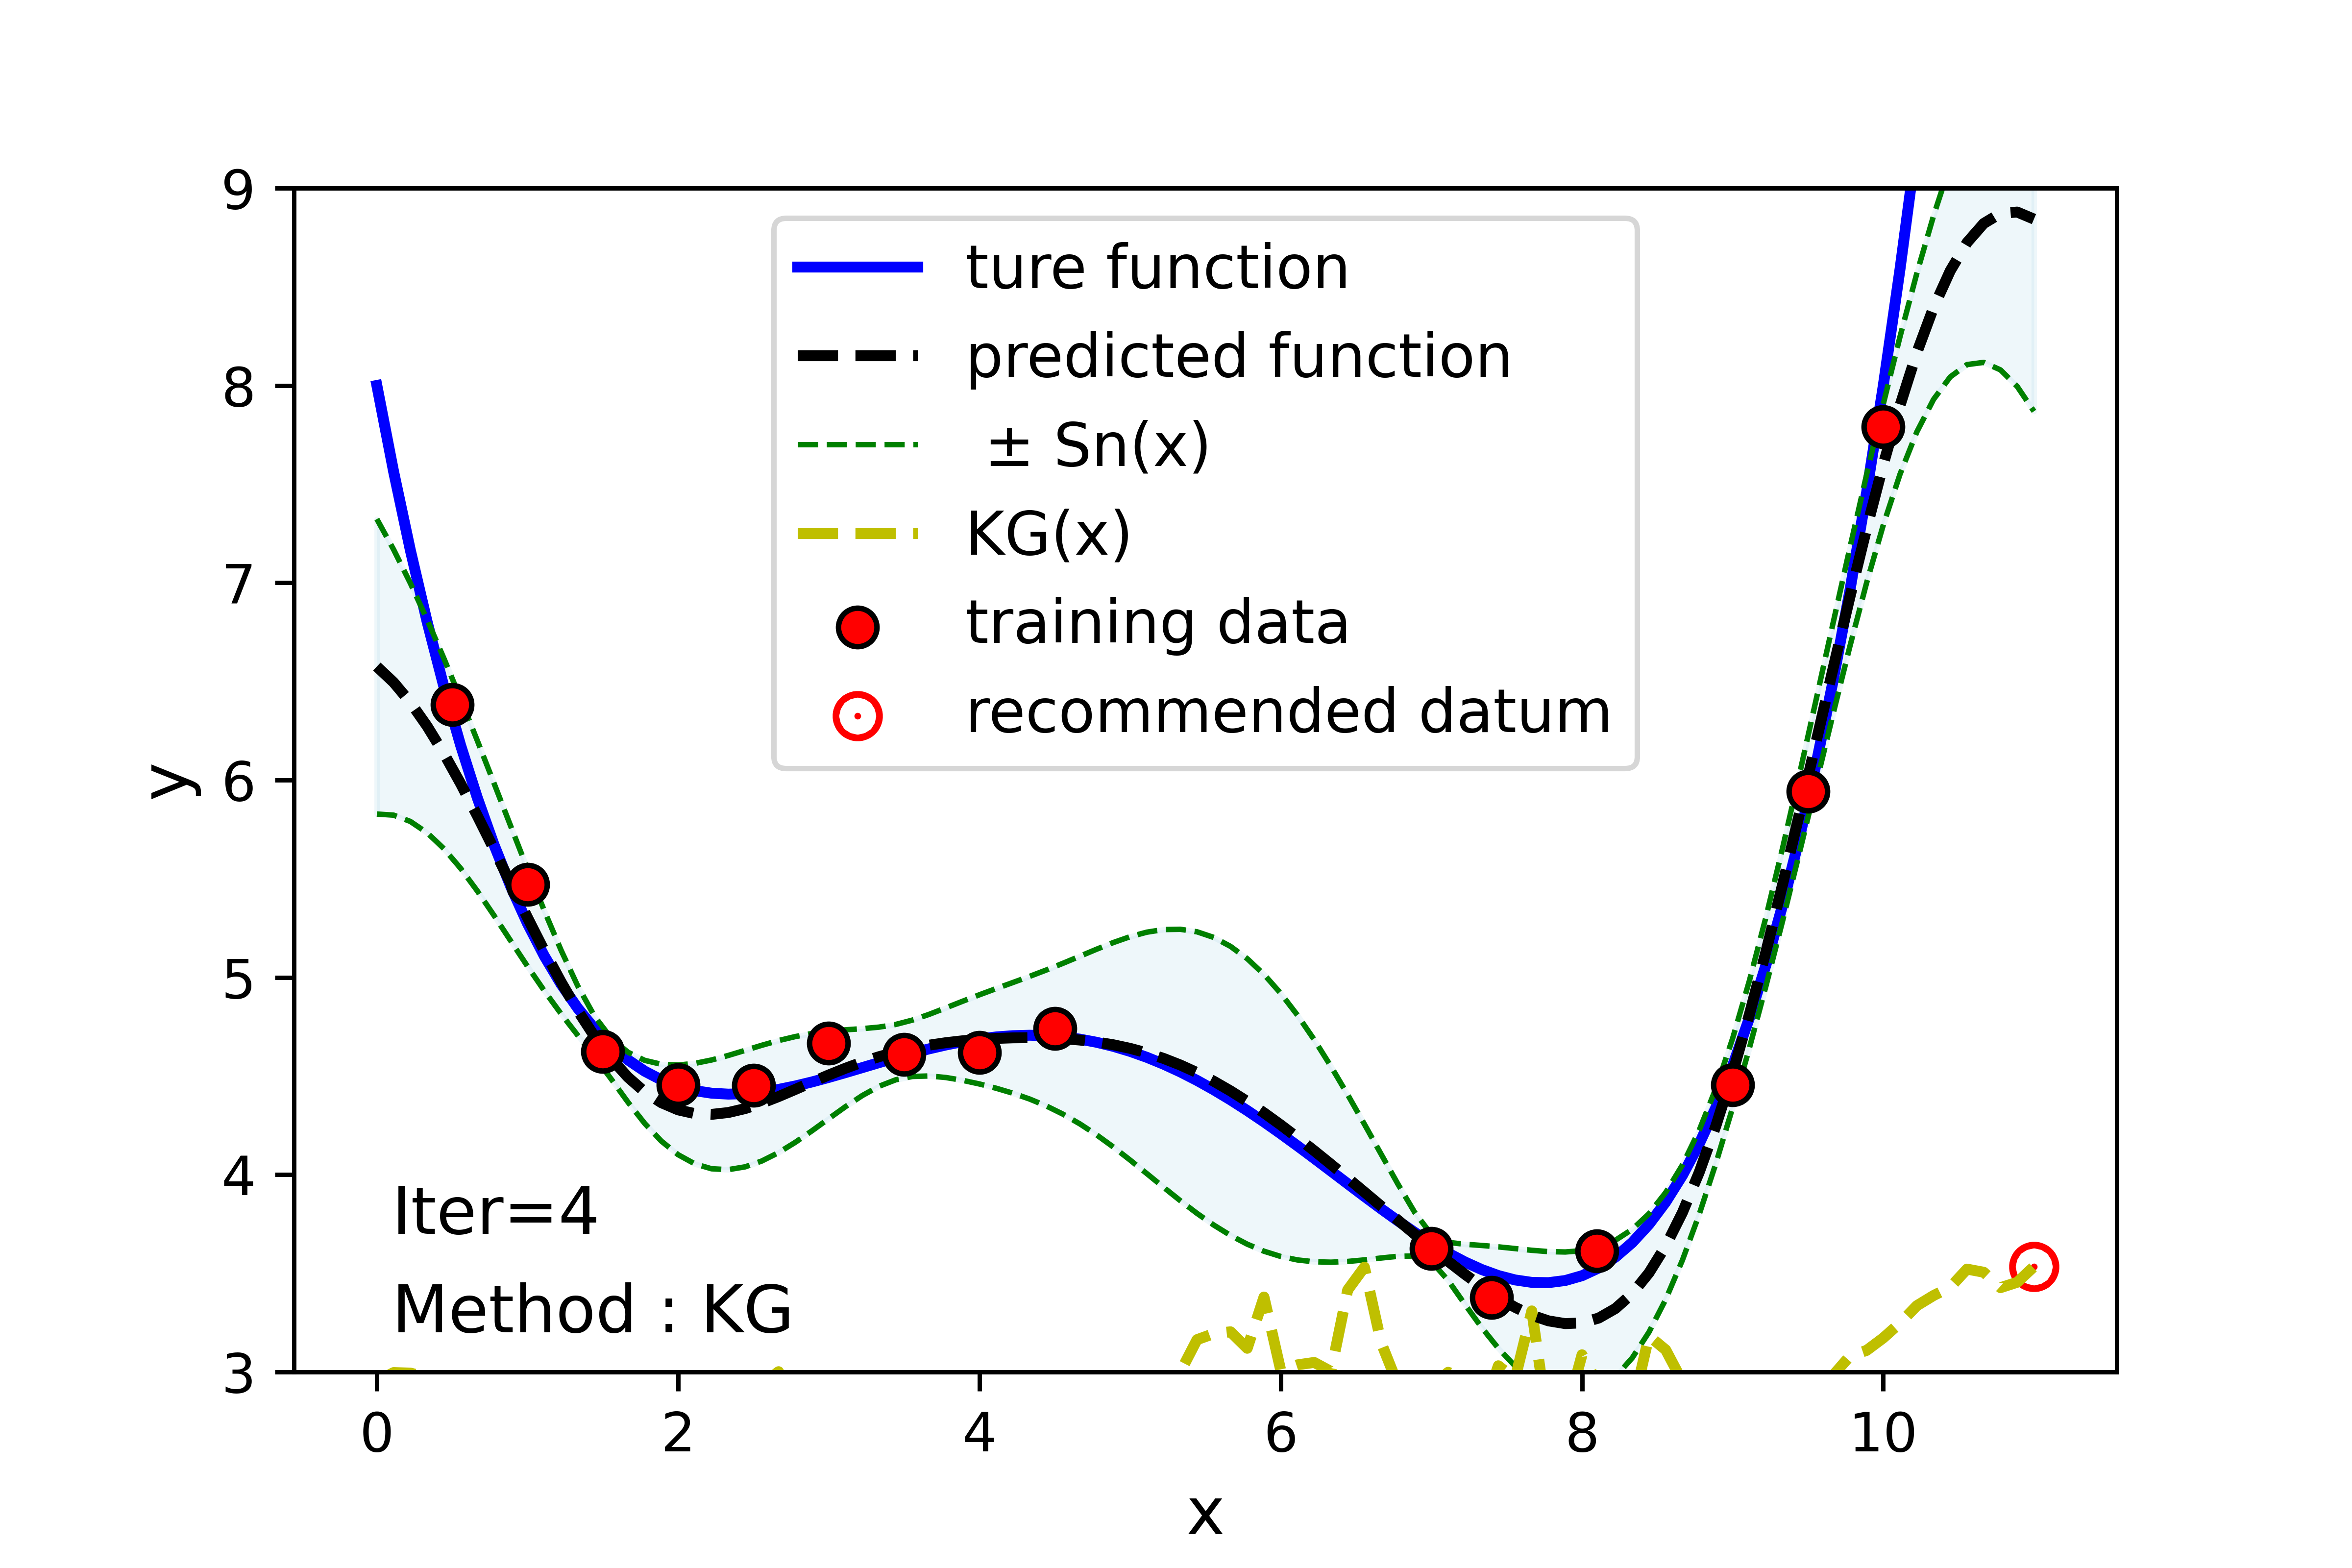 9
8
7
6
5
4
3
y
ture function
predicted function
± Sn(x)
KG(x)
training data
recommended datum
Iter=4
Method : KG
0 2 4 6 8 10
x